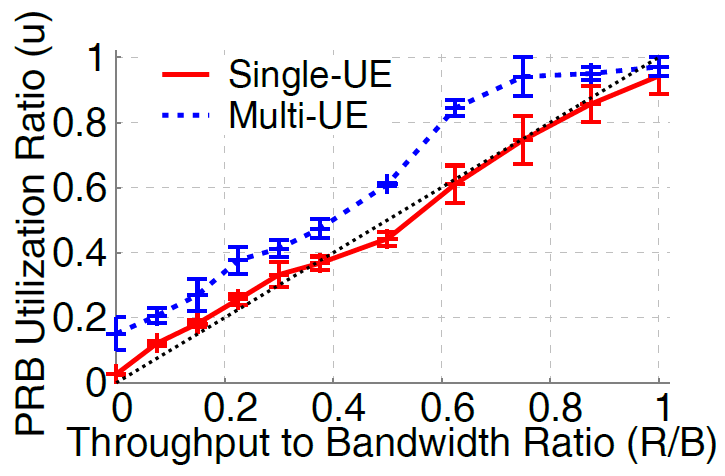 PRB Utilization Ratio (u)
1
0.8
0.6
0.4
0.2
0
Single-UE
Multi-UE
0 0.2 0.4 0.6 0.8 1
Throughput to Bandwidth Ratio (R/B)